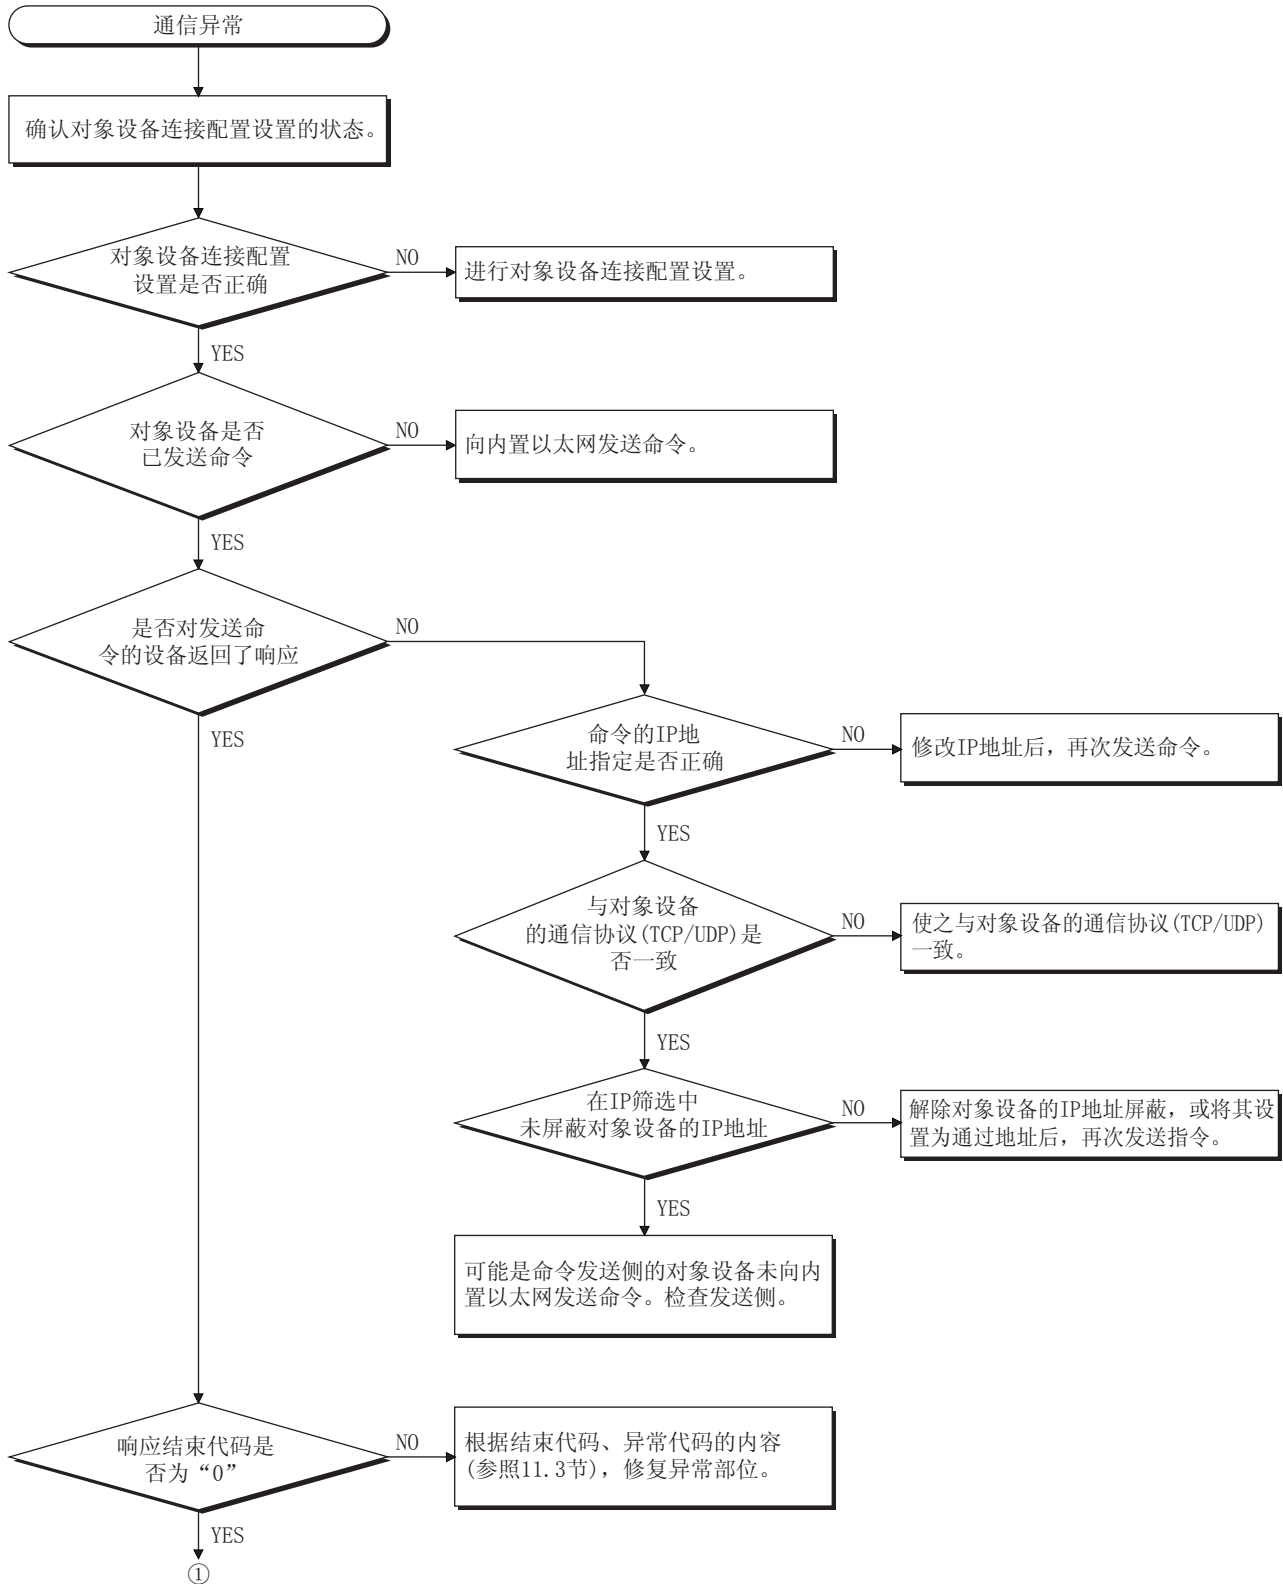 通信异常
确认对象设备连接配置设置的状态。
对象设备连接配置
设置是否正确
NO
进行对象设备连接配置设置。
YES
对象设备是否
已发送命令
NO
向内置以太网发送命令。
YES
是否对发送命
令的设备返回了响应
NO
YES
命令的IP地
址指定是否正确
NO
修改IP地址后，再次发送命令。
YES
与对象设备
的通信协议(TCP/UDP)是
否一致
NO
使之与对象设备的通信协议(TCP/UDP)
一致。
YES
在IP筛选中
未屏蔽对象设备的IP地址
NO
解除对象设备的IP地址屏蔽，或将其设
置为通过地址后，再次发送指令。
YES
可能是命令发送侧的对象设备未向内
置以太网发送命令。检查发送侧。
响应结束代码是
否为“0”
NO
根据结束代码、异常代码的内容
(参照11.3节)，修复异常部位。
YES
①